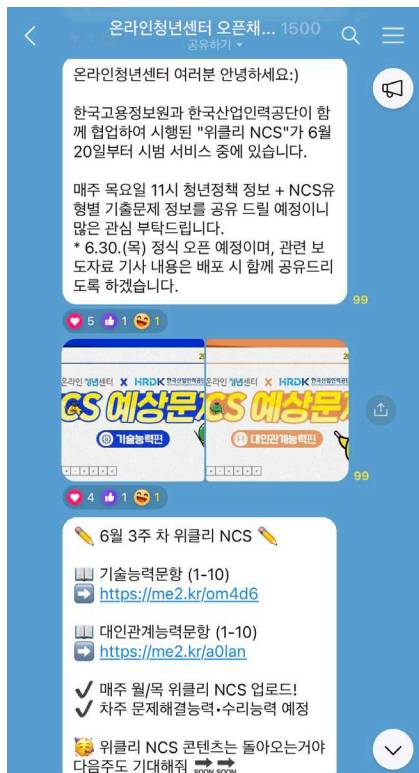 온라인청년센터 오픈채... 1500
공유하기
온라인청년센터 여러분 안녕하세요:)
한국고용정보원과 한국산업인력공단이 함
께 협업하여 시행된 "위클리 NCS"가 6월
20일부터 시범 서비스 중에 있습니다.
매주 목요일 11시 청년정책 정보 + NCS유
형별 기출문제 정보를 공유 드릴 예정이니
많은 관심 부탁드립니다.
* 6.30.(목) 정식 오픈 예정이며, 관련 보
도자료 기사 내용은 배포 시 함께 공유드리
도록 하겠습니다.
99
5 1 1
온라인 청년센터 X HRDK 한국산업인력공단
CS 예상문제
기술능력편
온라인 청년센터 X HRDK 한국산업인력공단
CS 예상문제
대인관계능력편
99
4 1 1
6월 3주 차 위클리 NCS
기술능력문항 (1-10)
https://me2.kr/om4d6
대인관계능력문항 (1-10)
https://me2.kr/a0lan
✔ 매주 월/목 위클리 NCS 업로드!
✔ 차주 문제해결능력•수리능력 예정
위클리 NCS 콘텐츠는 돌아오는거야
다음주도 기대해줘 SOON SOON